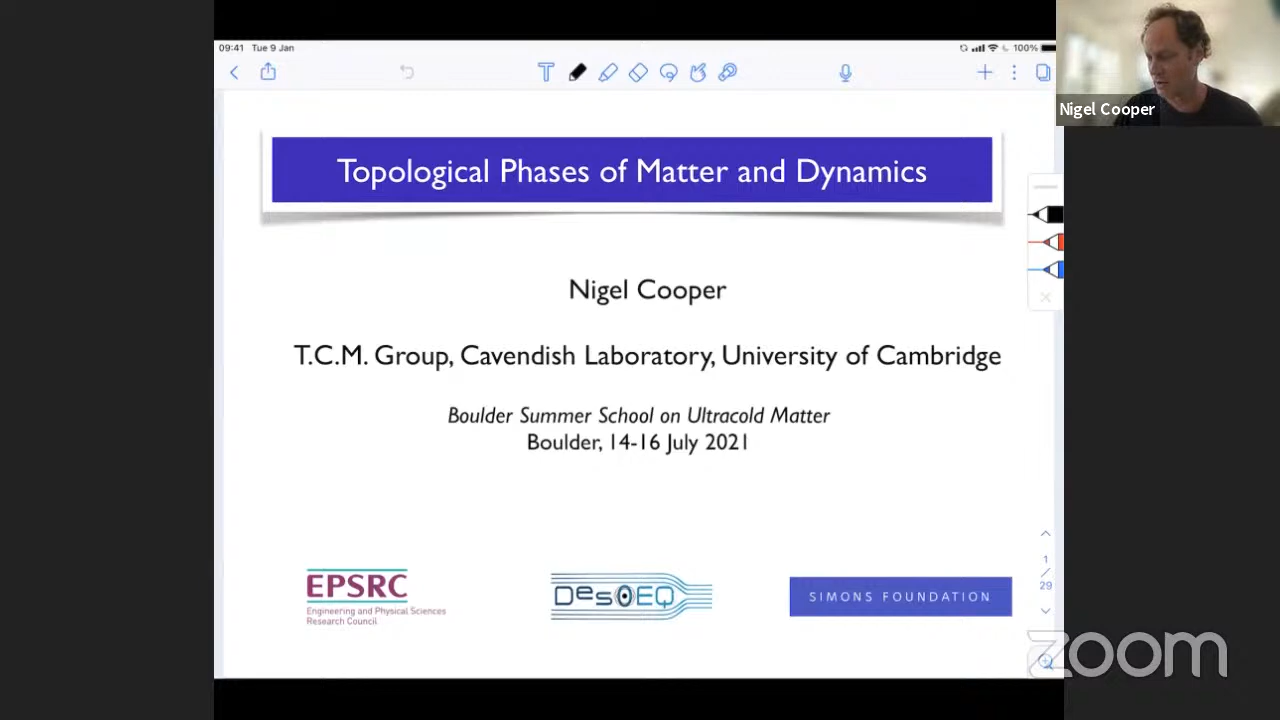 09:41 Tue 9 Jan
100%
Nigel Cooper
Topological Phases of Matter and Dynamics
Nigel Cooper
T.C.M. Group, Cavendish Laboratory, University of Cambridge
Boulder Summer School on Ultracold Matter
Boulder, 14-16 July 2021
1
/
29
EPSRC
Engineering and Physical Sciences
Research Council
DesOEQ
SIMONS FOUNDATION
zoom